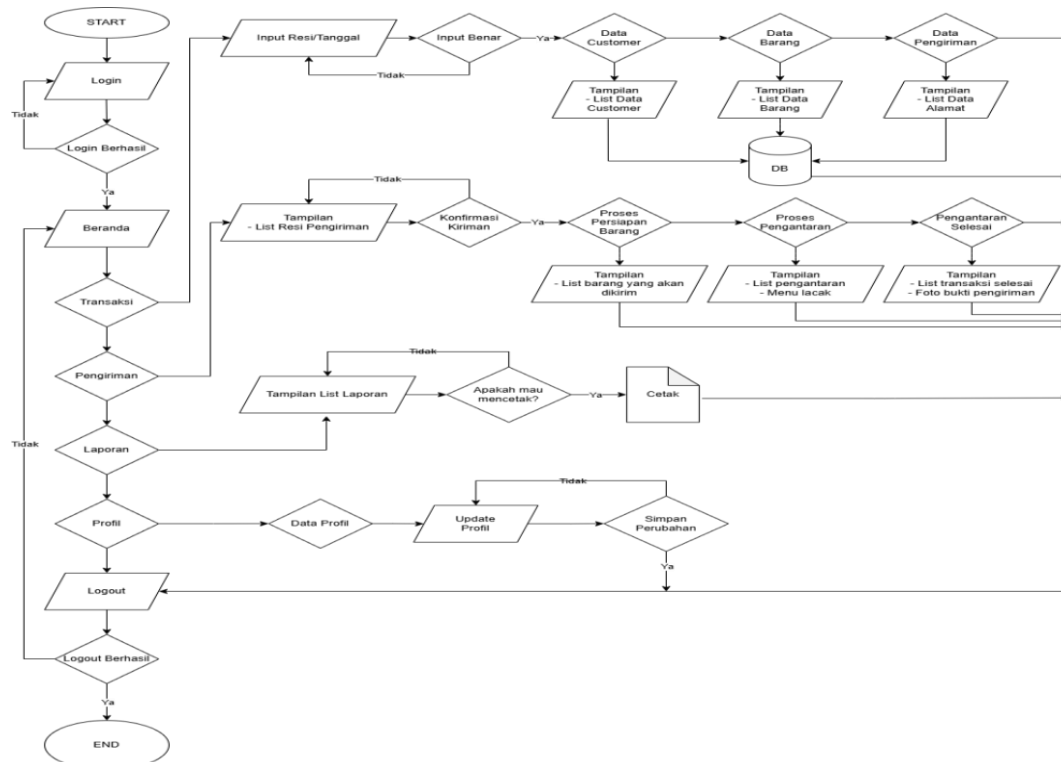 START
Login
Tidak
Login Berhasil
Ya
Beranda
Transaksi
Pengiriman
Laporan
Profil
Logout
Tidak
Logout Berhasil
Ya
END
Input Resi/Tanggal
Input Benar
Tidak
Ya
Data
Customer
Data
Barang
Data
Pengiriman
Tampilan
- List Data
Customer
Tampilan
- List Data
Barang
Tampilan
- List Data
Alamat
DB
Tidak
Tampilan
- List Resi Pengiriman
Konfirmasi
Kiriman
Ya
Proses
Persiapan
Barang
Proses
Pengantaran
Pengantaran
Selesai
Tampilan
- List barang yang akan
dikirim
Tampilan
- List pengantaran
- Menu lacak
Tampilan
- List transaksi selesai
- Foto bukti pengiriman
Tidak
Tampilan List Laporan
Apakah mau
mencetak?
Ya
Cetak
Tidak
Data Profil
Update
Profil
Simpan
Perubahan
Ya